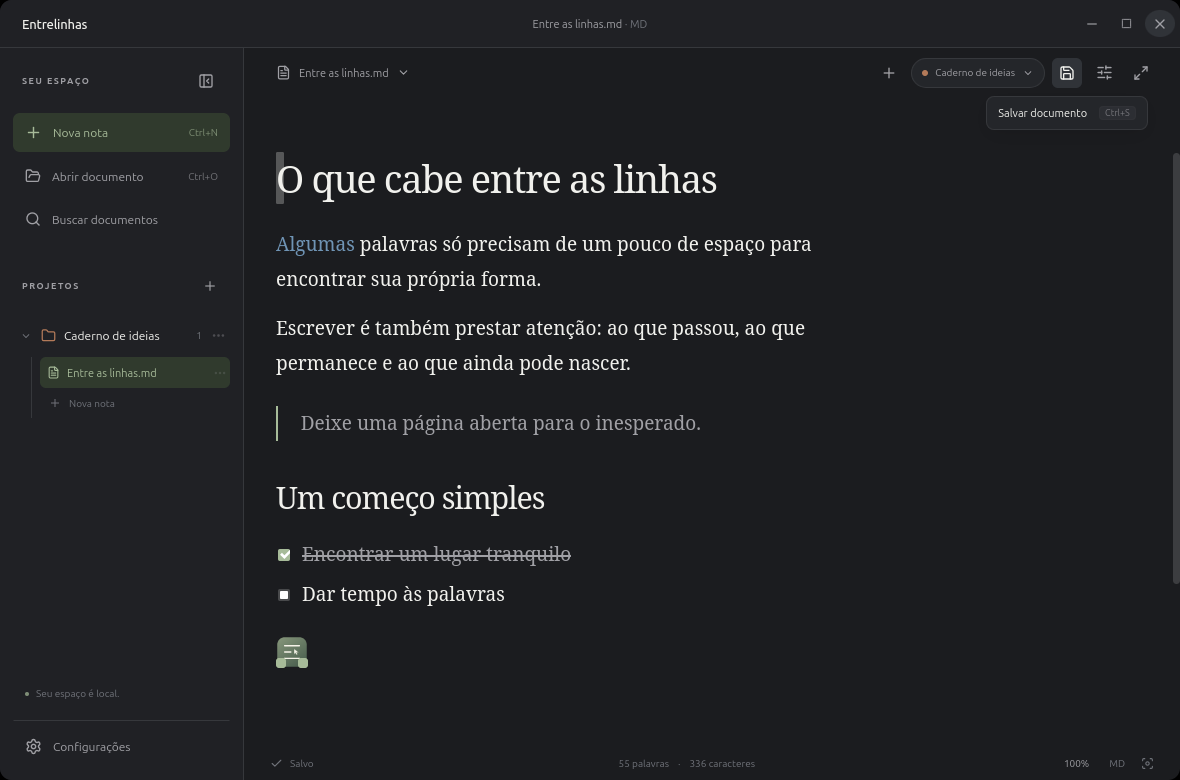 Entrelinhas
Entre as linhas.md · MD
SEU ESPAÇO
Nova nota Ctrl+N
Abrir documento Ctrl+O
Buscar documentos
PROJETOS
Caderno de ideias 1
Entre as linhas.md
Nova nota
Seu espaço é local.
Configurações
Entre as linhas.md
Caderno de ideias
Salvar documento Ctrl+S
O que cabe entre as linhas
Algumas palavras só precisam de um pouco de espaço para
encontrar sua própria forma.
Escrever é também prestar atenção: ao que passou, ao que
permanece e ao que ainda pode nascer.
Deixe uma página aberta para o inesperado.
Um começo simples
Encontrar um lugar tranquilo
Dar tempo às palavras
Salvo
55 palavras · 336 caracteres
100% MD